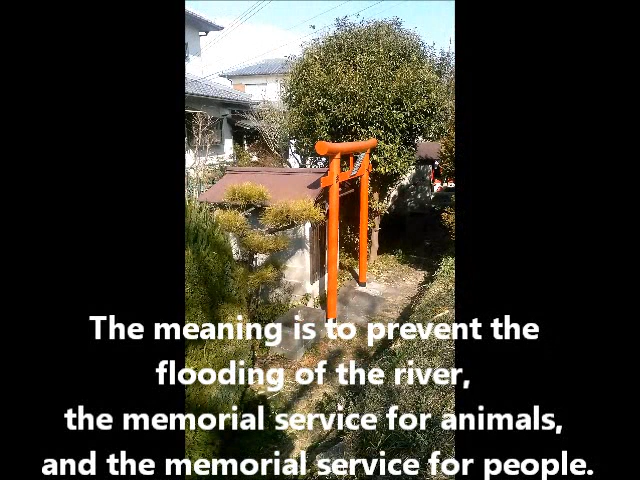 The meaning is to prevent the
flooding of the river,
the memorial service for animals,
and the memorial service for people.